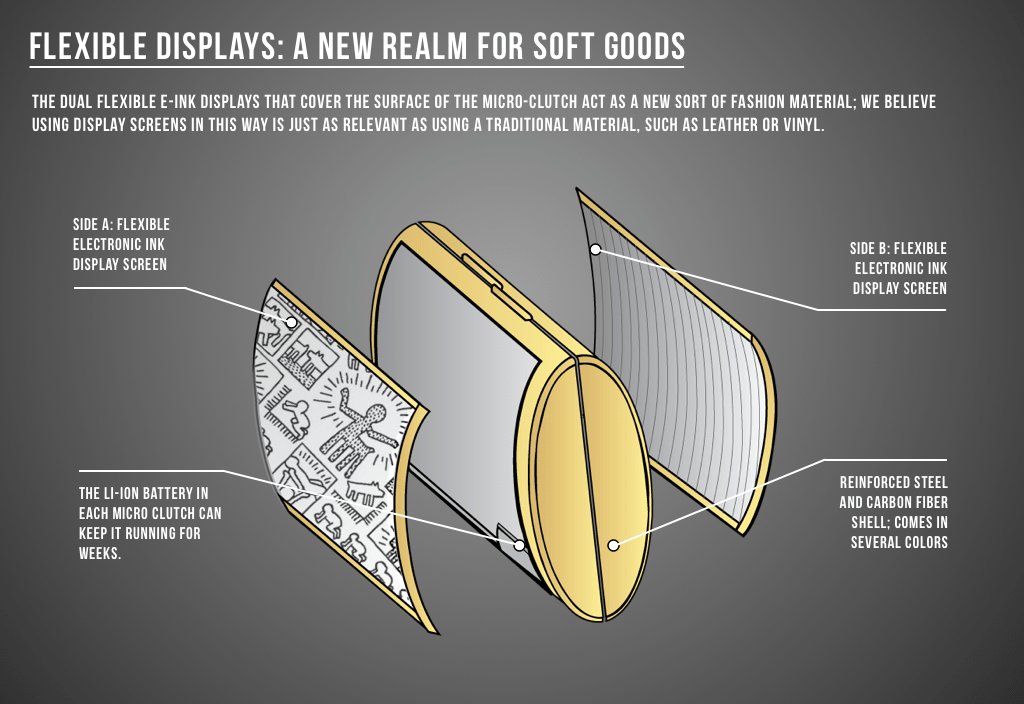 FLEXIBLE DISPLAYS: A NEW REALM FOR SOFT GOODS
THE DUAL FLEXIBLE E-INK DISPLAYS THAT COVER THE SURFACE OF THE MICRO-CLUTCH ACT AS A NEW SORT OF FASHION MATERIAL; WE BELIEVE
USING DISPLAY SCREENS IN THIS WAY IS JUST AS RELEVANT AS USING A TRADITIONAL MATERIAL, SUCH AS LEATHER OR VINYL.
SIDE A: FLEXIBLE
ELECTRONIC INK
DISPLAY SCREEN
SIDE B: FLEXIBLE
ELECTRONIC INK
DISPLAY SCREEN
THE LI-ION BATTERY IN
EACH MICRO CLUTCH CAN
KEEP IT RUNNING FOR
WEEKS.
REINFORCED STEEL
AND CARBON FIBER
SHELL; COMES IN
SEVERAL COLORS